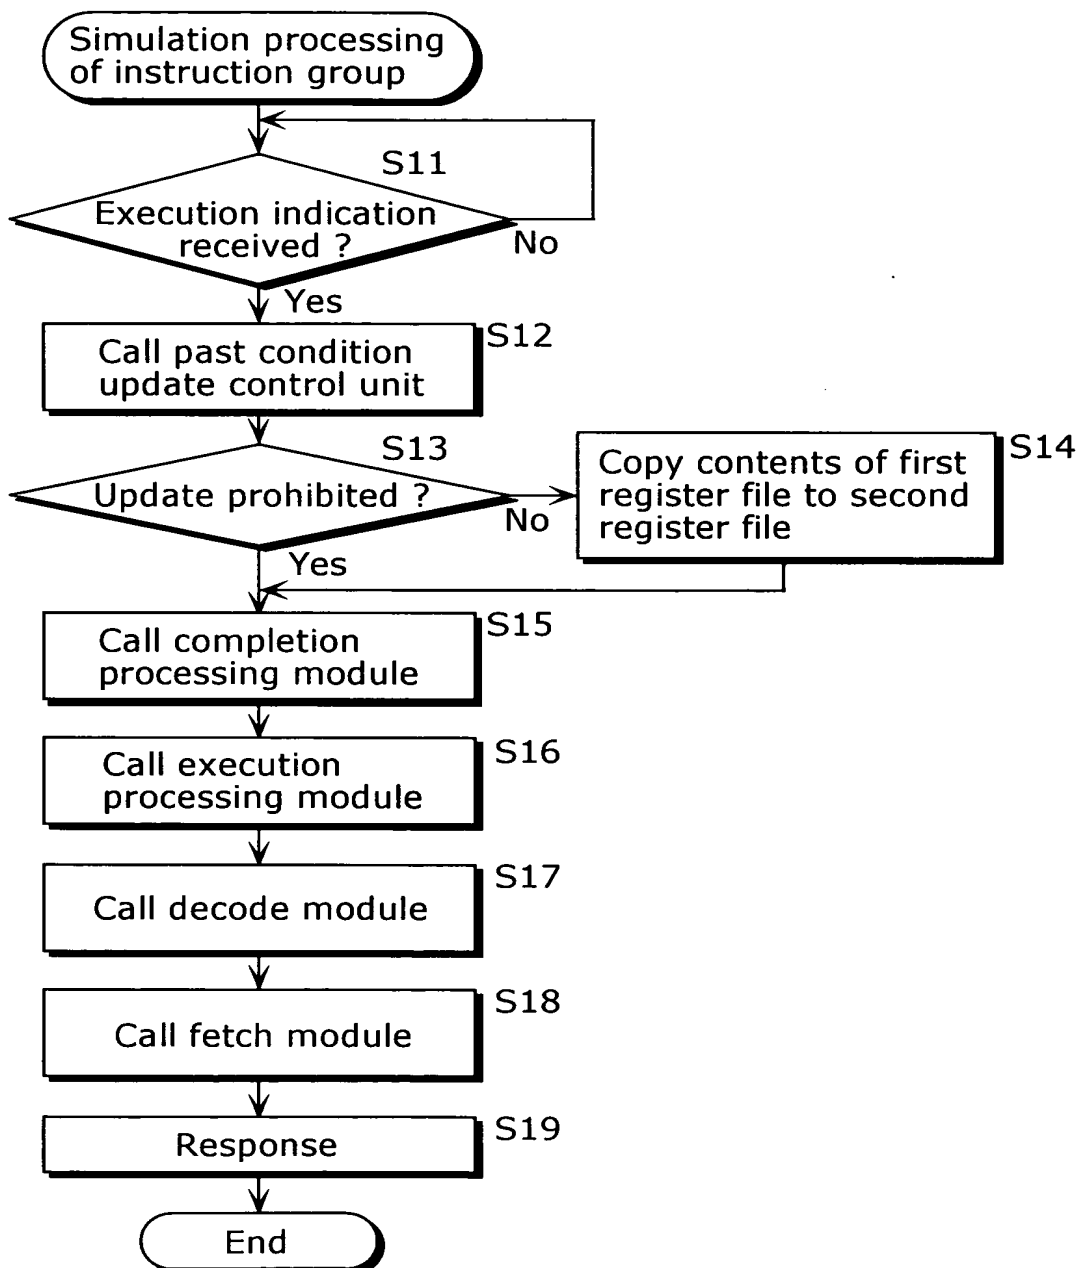 Simulation processing
of instruction group
S11
Execution indication
received ?
No
Yes
S12
Call past condition
update control unit
S13
Update prohibited ?
No
Yes
S14
Copy contents of first
register file to second
register file
S15
Call completion
processing module
S16
Call execution
processing module
S17
Call decode module
S18
Call fetch module
S19
Response
End